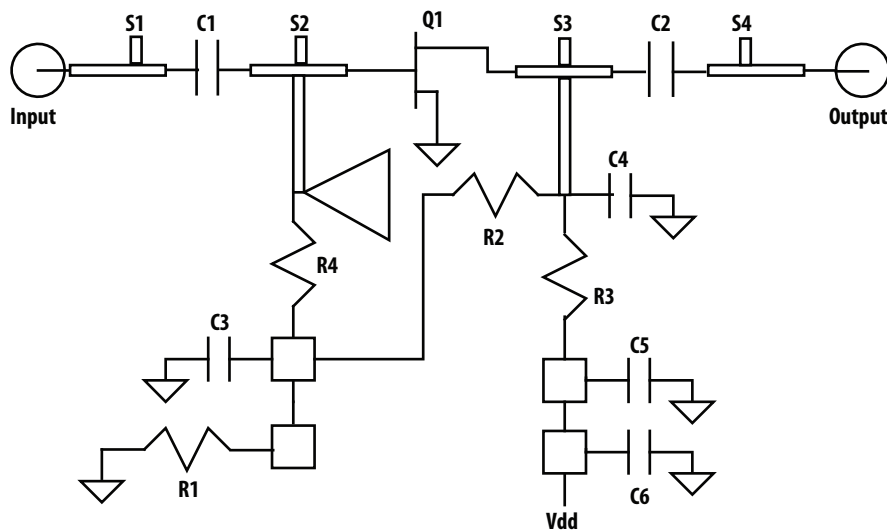 S1 C1 S2 Q1 S3 C2 S4
Input Output
C4
R2
R4
R3
C3
C5
R1
C6
Vdd